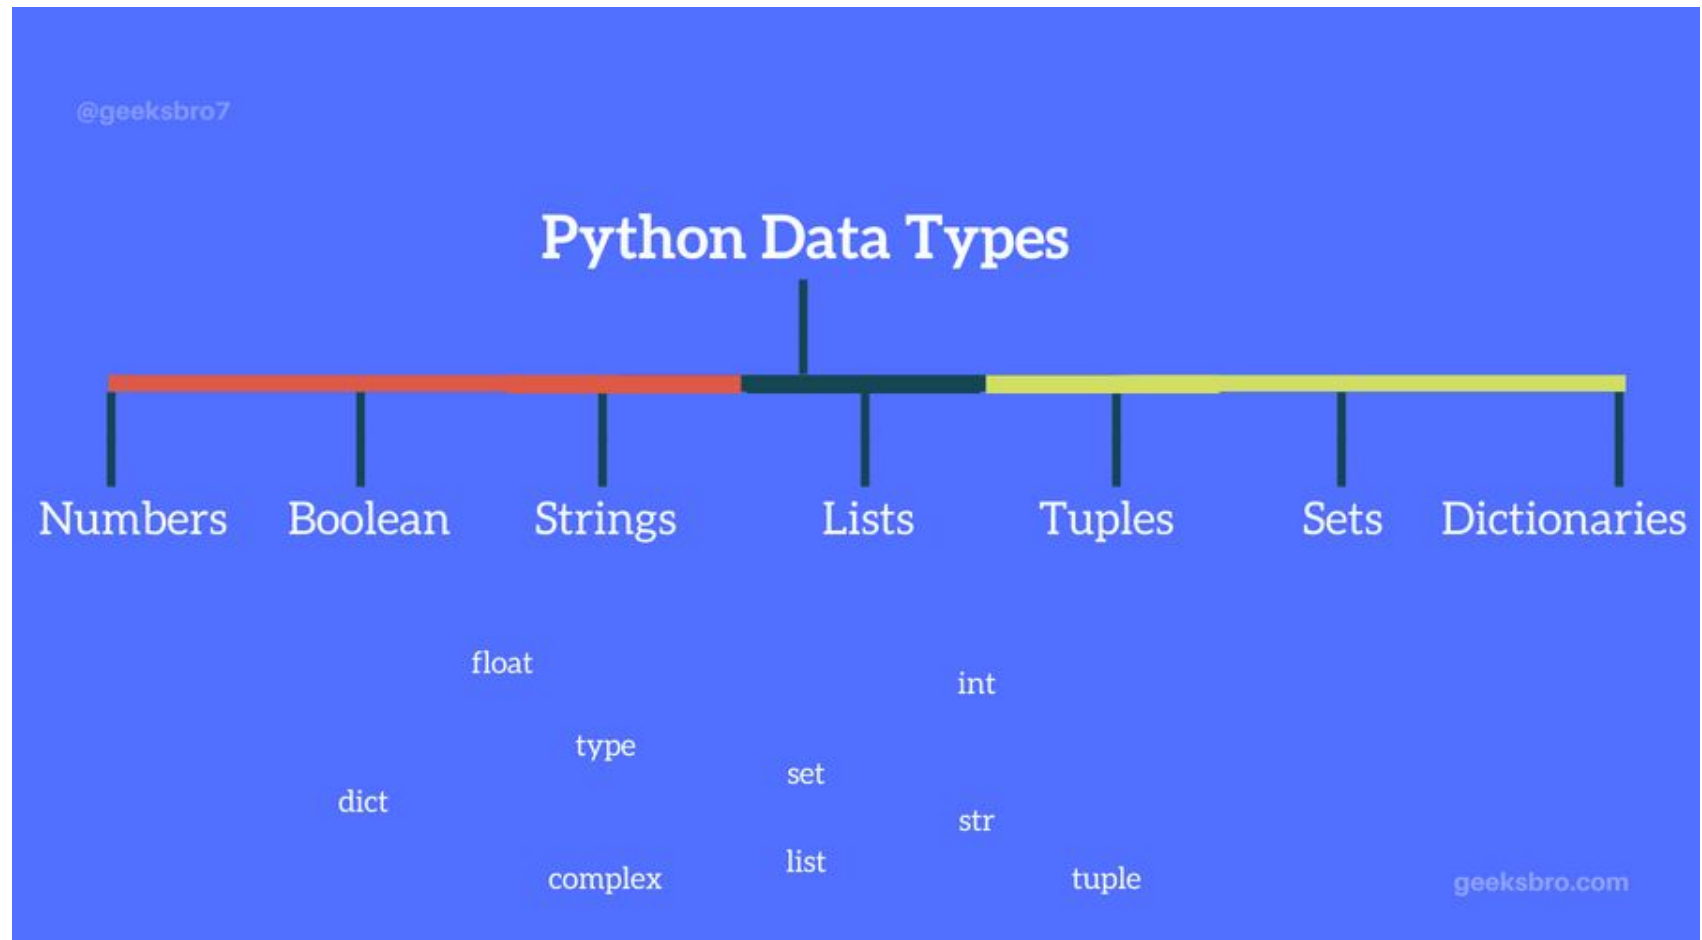 @geeksbro7
Python Data Types
Numbers Boolean Strings Lists Tuples Sets Dictionaries
float
int
type
set
dict
str
list
complex
tuple
geeksbro.com